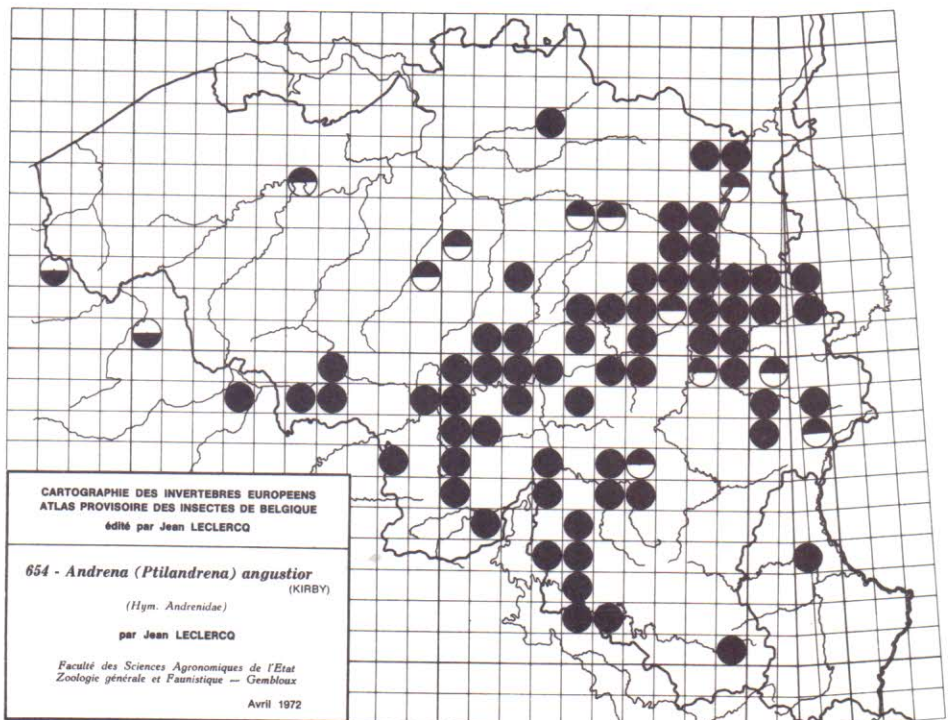 CARTOGRAPHIE DES INVERTEBRES EUROPEENS
ATLAS PROVISOIRE DES INSECTES DE BELGIQUE
édité par Jean LECLERCQ
654 - Andrena (Ptilandrena) angustior
(KIRBY)
(Hym. Andrenidae)
par Jean LECLERCQ
Faculté des Sciences Agronomiques de l'Etat
Zoologie générale et Faunistique — Gembloux
Avril 1972